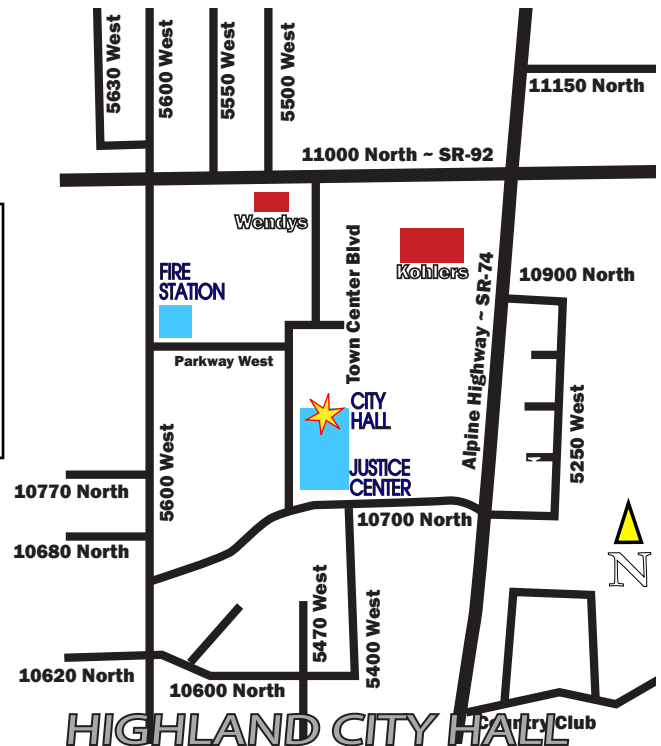 5630 West
5600 West
5550 West
5500 West
11150 North
11000 North ~ SR-92
Wendys
Kohlers
Town Center Blvd
Alpine Highway ~ SR-74
10900 North
FIRE
STATION
Parkway West
CITY
HALL
JUSTICE
CENTER
5250 West
5600 West
10770 North
10700 North
10680 North
N
5470 West
5400 West
10620 North
10600 North
Country Club
HIGHLAND CITY HALL